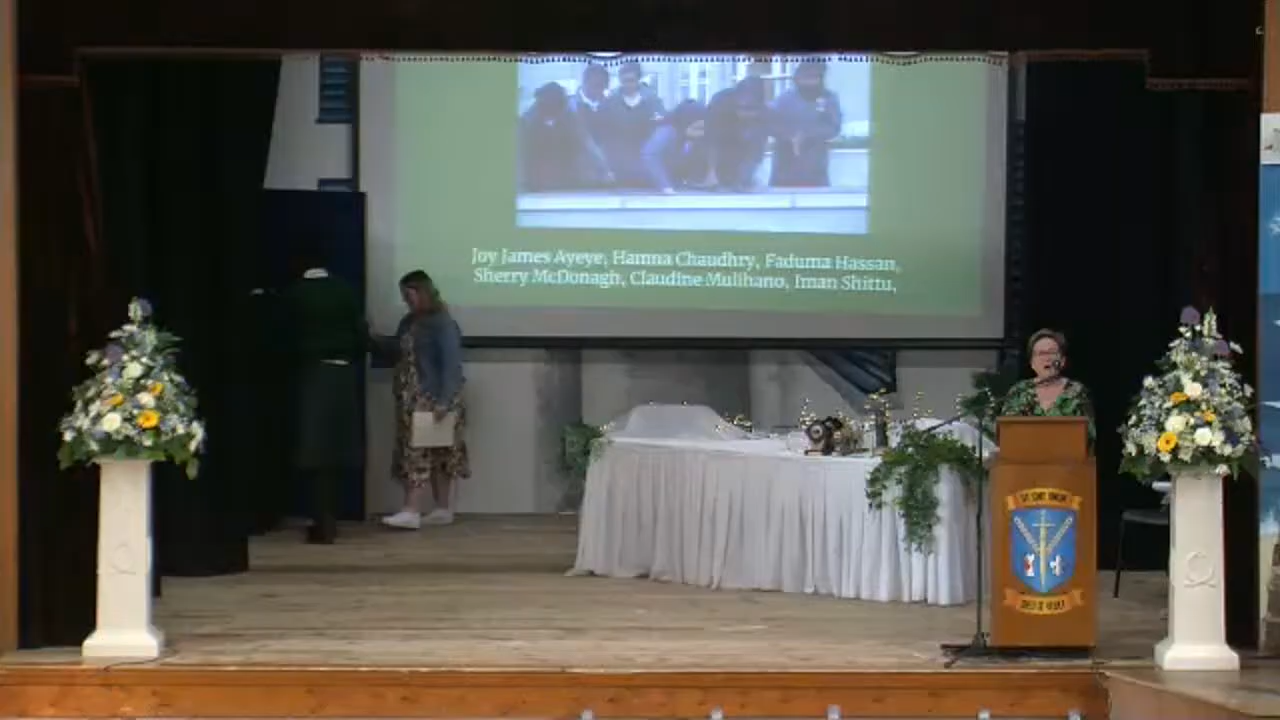 Joy James Ayeye, Hamna Chaudhry, Faduma Hassan,
Sherry McDonagh, Claudine Mulihano, Iman Shittu,